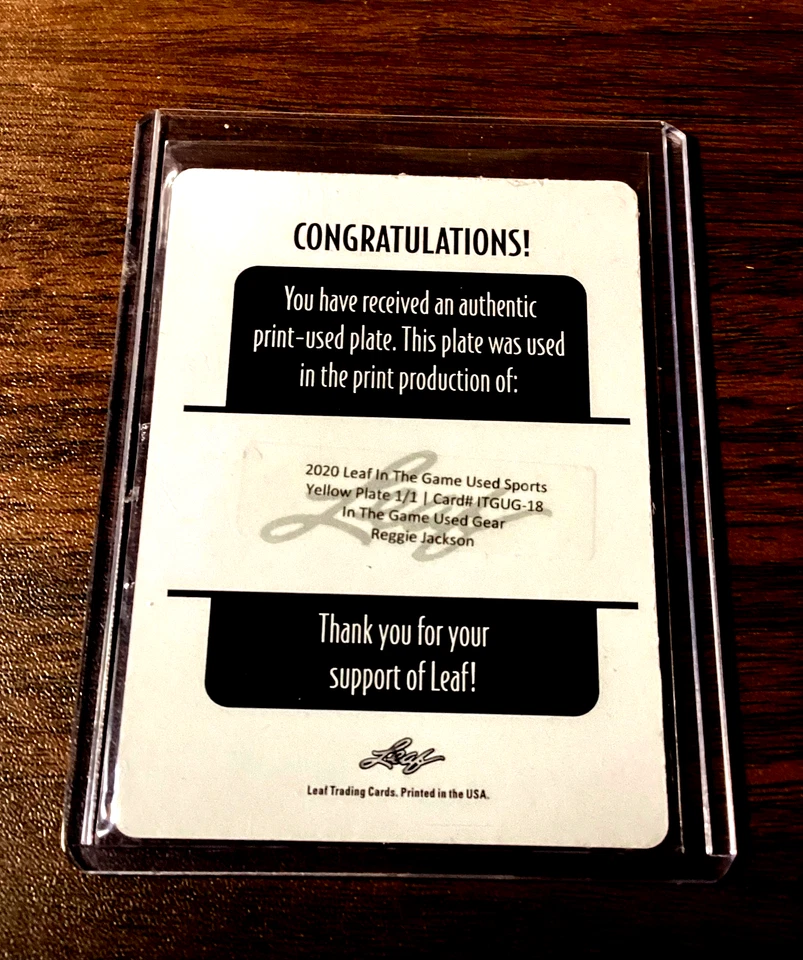 CONGRATULATIONS!
You have received an authentic
print-used plate. This plate was used
in the print production of:
Leaf
2020 Leaf In The Game Used Sports
Yellow Plate 1/1 | Card# ITGUG-18
In The Game Used Gear
Reggie Jackson
Thank you for your
support of Leaf!
Leaf
Leaf Trading Cards. Printed in the USA.